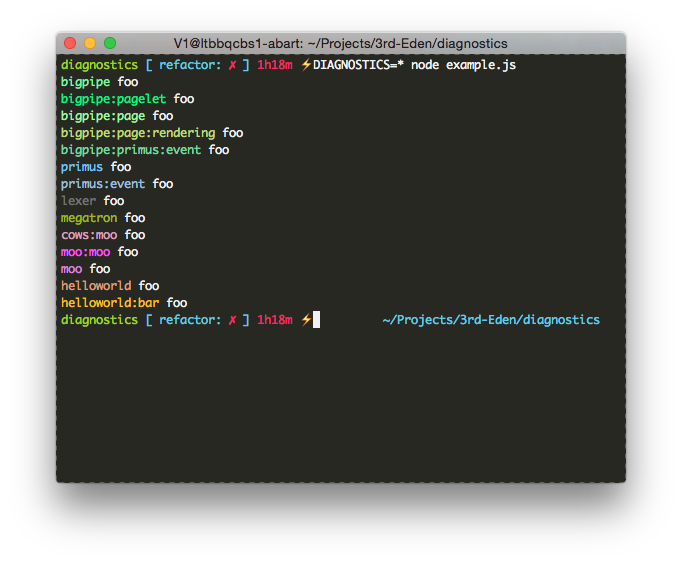 V1@ltbbqcbs1-abart: ~/Projects/3rd-Eden/diagnostics
diagnostics [ refactor: ✗ ] 1h18m ⚡DIAGNOSTICS=* node example.js
bigpipe foo
bigpipe:pagelet foo
bigpipe:page foo
bigpipe:page:rendering foo
bigpipe:primus:event foo
primus foo
primus:event foo
lexer foo
megatron foo
cows:moo foo
moo:moo foo
moo foo
helloworld foo
helloworld:bar foo
diagnostics [ refactor: ✗ ] 1h18m ⚡ ~/Projects/3rd-Eden/diagnostics